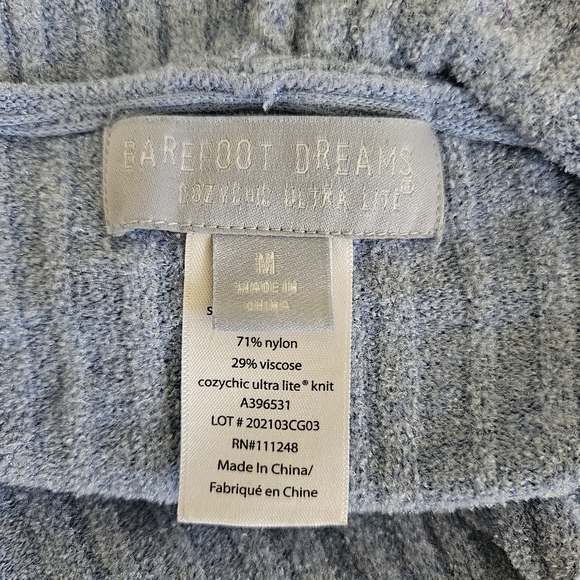 BAREFOOT DREAMS®
COZYCHIC ULTRA LITE®
M
MADE IN
CHINA
71% nylon
29% viscose
cozychic ultra lite® knit
A396531
LOT # 202103CG03
RN#111248
Made In China/
Fabriqué en Chine